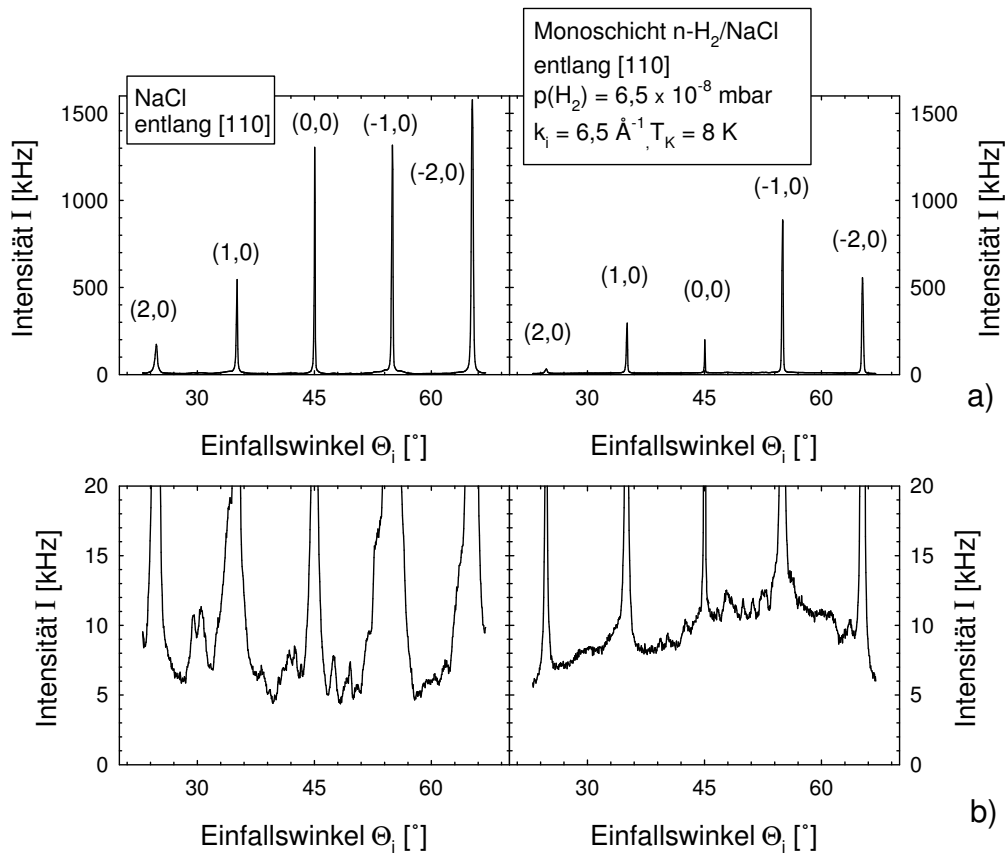 NaCl
entlang [110]
Monoschicht n-H₂/NaCl
entlang [110]
p(H₂) = 6,5 x 10⁻⁸ mbar
kᵢ = 6,5 Å⁻¹, T_K = 8 K
Intensität I [kHz]
1500
1000
500
0
(2,0)
(1,0)
(0,0)
(-1,0)
(-2,0)
30
45
60
Einfallswinkel Θᵢ [°]
(2,0)
(1,0)
(0,0)
(-1,0)
(-2,0)
1500
1000
500
0
Intensität I [kHz]
30
45
60
Einfallswinkel Θᵢ [°]
a)
Intensität I [kHz]
20
15
10
5
0
30
45
60
Einfallswinkel Θᵢ [°]
20
15
10
5
0
Intensität I [kHz]
30
45
60
Einfallswinkel Θᵢ [°]
b)